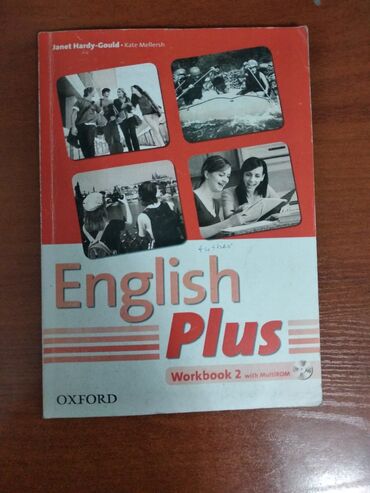 Janet Hardy-Gould • Kate Mellersh
English
Plus
Workbook 2 with MultiROM
OXFORD